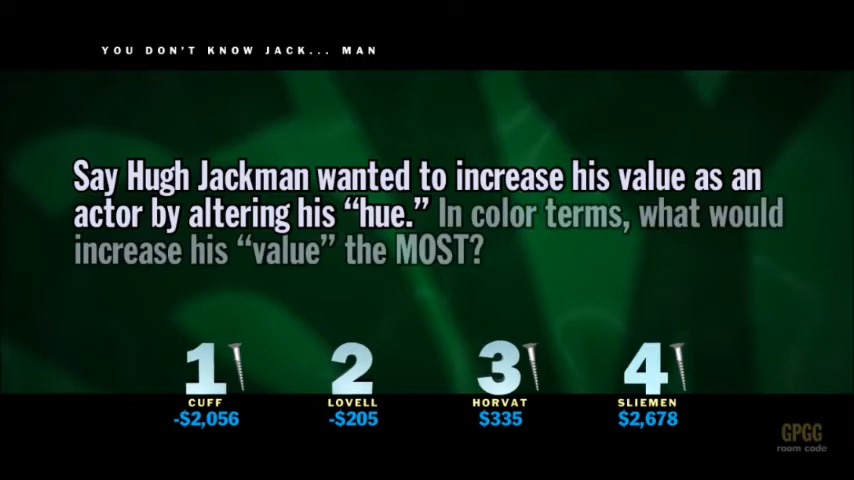 YOU DON'T KNOW JACK... MAN
Say Hugh Jackman wanted to increase his value as an
actor by altering his “hue.” In color terms, what would
increase his “value” the MOST?
1 2 3 4
CUFF LOVELL HORVAT SLIEMEN
-$2,056 -$205 $335 $2,678
GPGG
room code